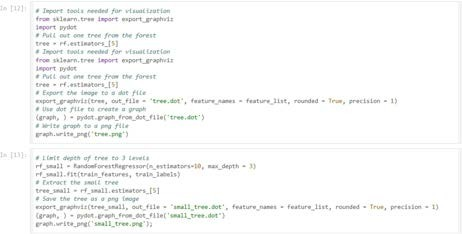 In [12]:
# Import tools needed for visualization
from sklearn.tree import export_graphviz
import pydot
# Pull out one tree from the forest
tree = rf.estimators_[5]
# Import tools needed for visualization
from sklearn.tree import export_graphviz
import pydot
# Pull out one tree from the forest
tree = rf.estimators_[5]
# Export the image to a dot file
export_graphviz(tree, out_file = 'tree.dot', feature_names = feature_list, rounded = True, precision = 1)
# Use dot file to create a graph
(graph, ) = pydot.graph_from_dot_file('tree.dot')
# Write graph to a png file
graph.write_png('tree.png')
In [13]:
# Limit depth of tree to 3 levels
rf_small = RandomForestRegressor(n_estimators=10, max_depth = 3)
rf_small.fit(train_features, train_labels)
# Extract the small tree
tree_small = rf_small.estimators_[5]
# Save the tree as a png image
export_graphviz(tree_small, out_file = 'small_tree.dot', feature_names = feature_list, rounded = True, precision = 1)
(graph, ) = pydot.graph_from_dot_file('small_tree.dot')
graph.write_png('small_tree.png');